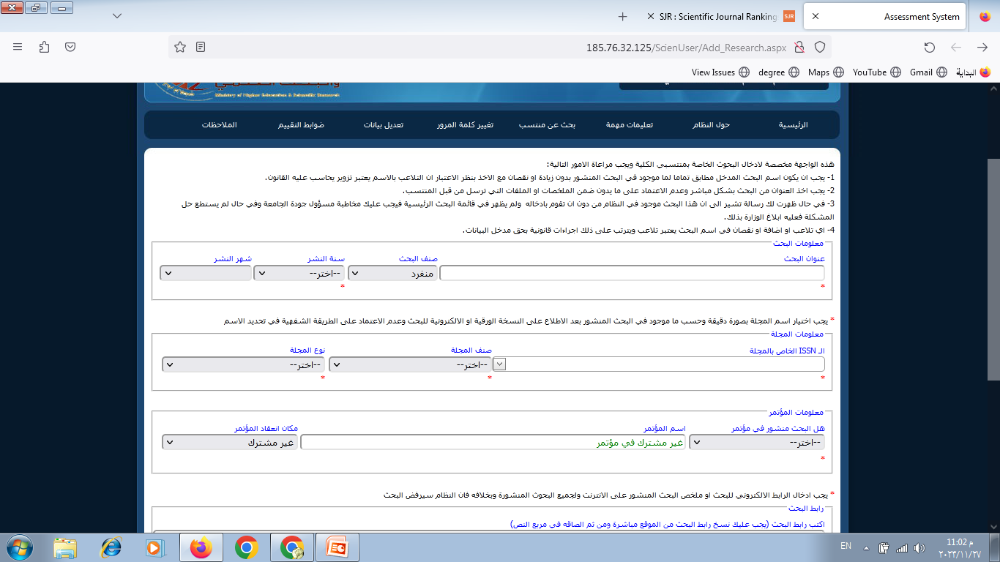 Assessment System
SJR : Scientific Journal Ranking
185.76.32.125/ScienUser/Add_Research.aspx
البداية
Gmail
YouTube
Maps
degree
View Issues
Ministry of Higher Education & Scientific Research
الرئيسية
حول النظام
تعليمات مهمة
بحث عن منتسب
تغيير كلمة المرور
تعديل بيانات
ضوابط التقييم
الملاحظات
هذه الواجهة مخصصة لادخال البحوث الخاصة بمنتسبي الكلية ويجب مراعاة الامور التالية:
1- يجب ان يكون اسم البحث المدخل مطابق تماما لما موجود في البحث المنشور بدون زيادة او نقصان مع الاخذ بنظر الاعتبار ان التلاعب بالاسم يعتبر تزوير يحاسب عليه القانون.
2- يجب اخذ العنوان من البحث بشكل مباشر وعدم الاعتماد على ما يدون ضمن الملخصات او الملفات التي ترسل من قبل المنتسب.
3- في حال ظهرت لك رسالة تشير الى ان هذا البحث موجود في النظام من دون ان تقوم بادخاله ولم يظهر في قائمة البحث الرئيسية فيجب عليك مخاطبة مسؤول جودة الجامعة وفي حال لم يستطع حل
المشكلة فعليه ابلاغ الوزارة بذلك.
4- اي تلاعب او اضافة او نقصان في اسم البحث يعتبر تلاعب ويترتب على ذلك اجراءات قانونية بحق مدخل البيانات.
معلومات البحث
عنوان البحث
صنف البحث
سنة النشر
شهر النشر
منفرد
--اختر--
*
*
* يجب اختيار اسم المجلة بصورة دقيقة وحسب ما موجود في البحث المنشور بعد الاطلاع على النسخة الورقية او الالكترونية للبحث وعدم الاعتماد على الطريقة الشفهية في تحديد الاسم
معلومات المجلة
الـ ISSN الخاص بالمجلة
صنف المجلة
نوع المجلة
--اختر--
--اختر--
*
*
*
معلومات المؤتمر
هل البحث منشور في مؤتمر
اسم المؤتمر
مكان انعقاد المؤتمر
--اختر--
غير مشترك في مؤتمر
غير مشترك
*
* يجب ادخال الرابط الالكتروني للبحث او ملخص البحث المنشور على الانترنت ولجميع البحوث المنشورة وبخلافه فان النظام سيرفض البحث
رابط البحث
اكتب رابط البحث (يجب عليك نسخ رابط البحث من الموقع مباشرة ومن ثم الصاقه في مربع النص)
EN
11:02 م
٢٠٢٣/١١/٢٧